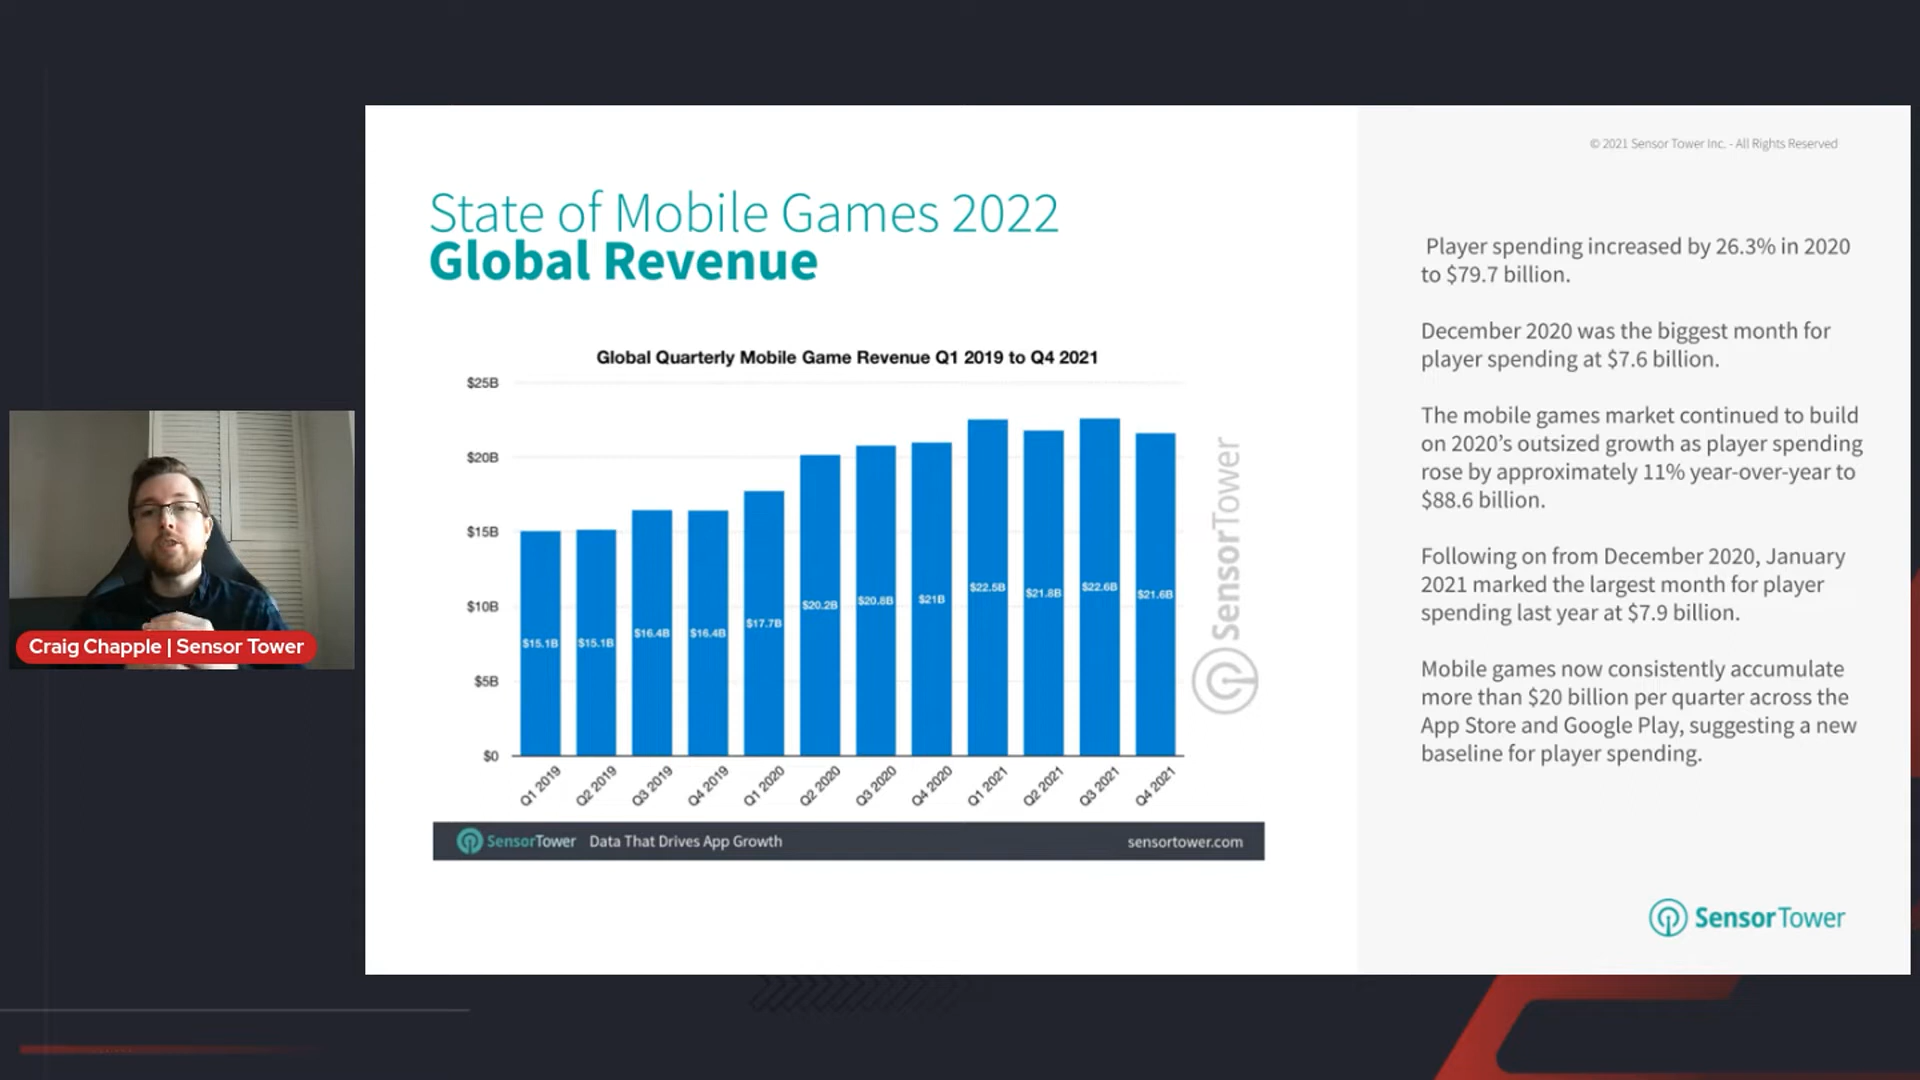 © 2021 Sensor Tower Inc. - All Rights Reserved
State of Mobile Games 2022
Global Revenue
Global Quarterly Mobile Game Revenue Q1 2019 to Q4 2021
$25B
$20B
$15B
$10B
$5B
$0
$15.1B
$15.1B
$16.4B
$16.4B
$17.7B
$20.2B
$20.8B
$21B
$22.5B
$21.8B
$22.6B
$21.6B
Q1 2019
Q2 2019
Q3 2019
Q4 2019
Q1 2020
Q2 2020
Q3 2020
Q4 2020
Q1 2021
Q2 2021
Q3 2021
Q4 2021
SensorTower
SensorTower Data That Drives App Growth sensortower.com
Player spending increased by 26.3% in 2020
to $79.7 billion.
December 2020 was the biggest month for
player spending at $7.6 billion.
The mobile games market continued to build
on 2020’s outsized growth as player spending
rose by approximately 11% year-over-year to
$88.6 billion.
Following on from December 2020, January
2021 marked the largest month for player
spending last year at $7.9 billion.
Mobile games now consistently accumulate
more than $20 billion per quarter across the
App Store and Google Play, suggesting a new
baseline for player spending.
SensorTower
Craig Chapple | Sensor Tower